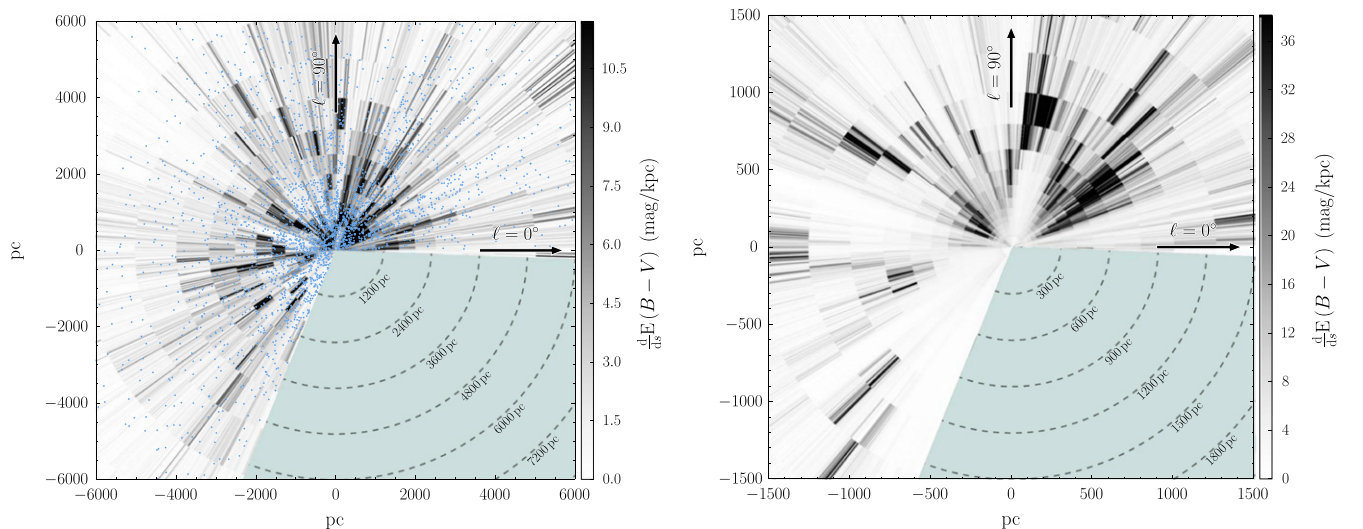 6000
4000
2000
0
−2000
−4000
−6000
pc
−6000 −4000 −2000 0 2000 4000 6000
pc
ℓ = 90°
ℓ = 0°
1200 pc
2400 pc
3600 pc
4800 pc
6000 pc
7200 pc
10.5
9.0
7.5
6.0
4.5
3.0
1.5
0.0
d/ds E(B − V) (mag/kpc)
1500
1000
500
0
−500
−1000
−1500
pc
−1500 −1000 −500 0 500 1000 1500
pc
ℓ = 90°
ℓ = 0°
300 pc
600 pc
900 pc
1200 pc
1500 pc
1800 pc
36
32
28
24
20
16
12
8
4
0
d/ds E(B − V) (mag/kpc)